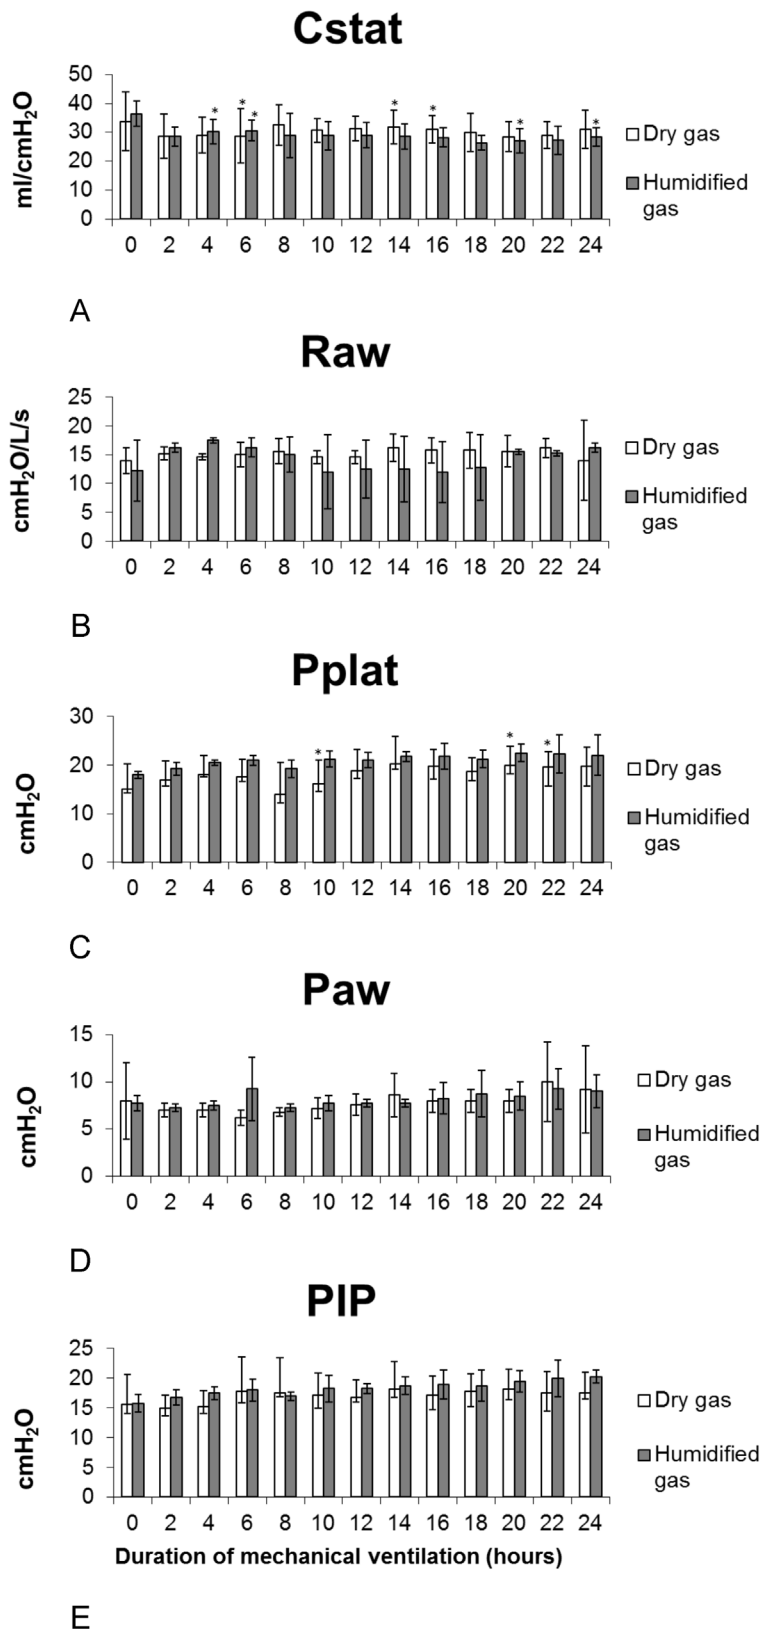 Cstat
ml/cmH2O
50
40
30
20
10
0
* * * * * * * *
0 2 4 6 8 10 12 14 16 18 20 22 24
Dry gas
Humidified
gas
A
Raw
cmH2O/L/s
25
20
15
10
5
0
0 2 4 6 8 10 12 14 16 18 20 22 24
Dry gas
Humidified
gas
B
Pplat
cmH2O
30
20
10
0
* * *
0 2 4 6 8 10 12 14 16 18 20 22 24
Dry gas
Humidified
gas
C
Paw
cmH2O
15
10
5
0
0 2 4 6 8 10 12 14 16 18 20 22 24
Dry gas
Humidified
gas
D
PIP
cmH2O
25
20
15
10
5
0
0 2 4 6 8 10 12 14 16 18 20 22 24
Dry gas
Humidified
gas
Duration of mechanical ventilation (hours)
E